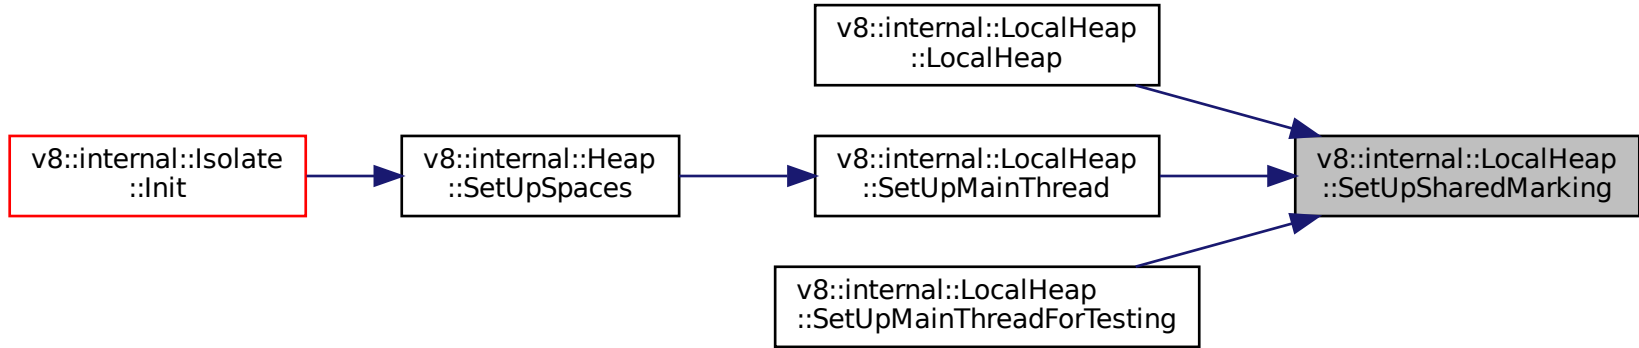 v8::internal::LocalHeap
::LocalHeap
v8::internal::Isolate
::Init
v8::internal::Heap
::SetUpSpaces
v8::internal::LocalHeap
::SetUpMainThread
v8::internal::LocalHeap
::SetUpSharedMarking
v8::internal::LocalHeap
::SetUpMainThreadForTesting